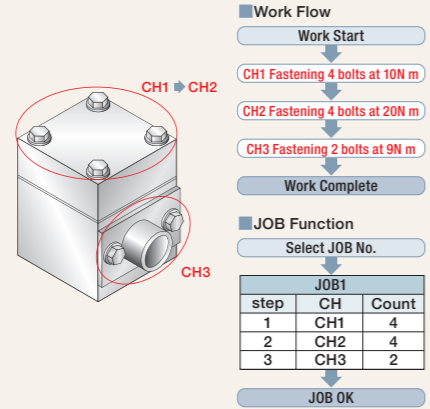 ■Work Flow
Work Start
CH1 Fastening 4 bolts at 10N m
CH2 Fastening 4 bolts at 20N m
CH3 Fastening 2 bolts at 9N m
Work Complete
CH1 ➡ CH2
CH3
■JOB Function
Select JOB No.
JOB1
step CH Count
1 CH1 4
2 CH2 4
3 CH3 2
JOB OK